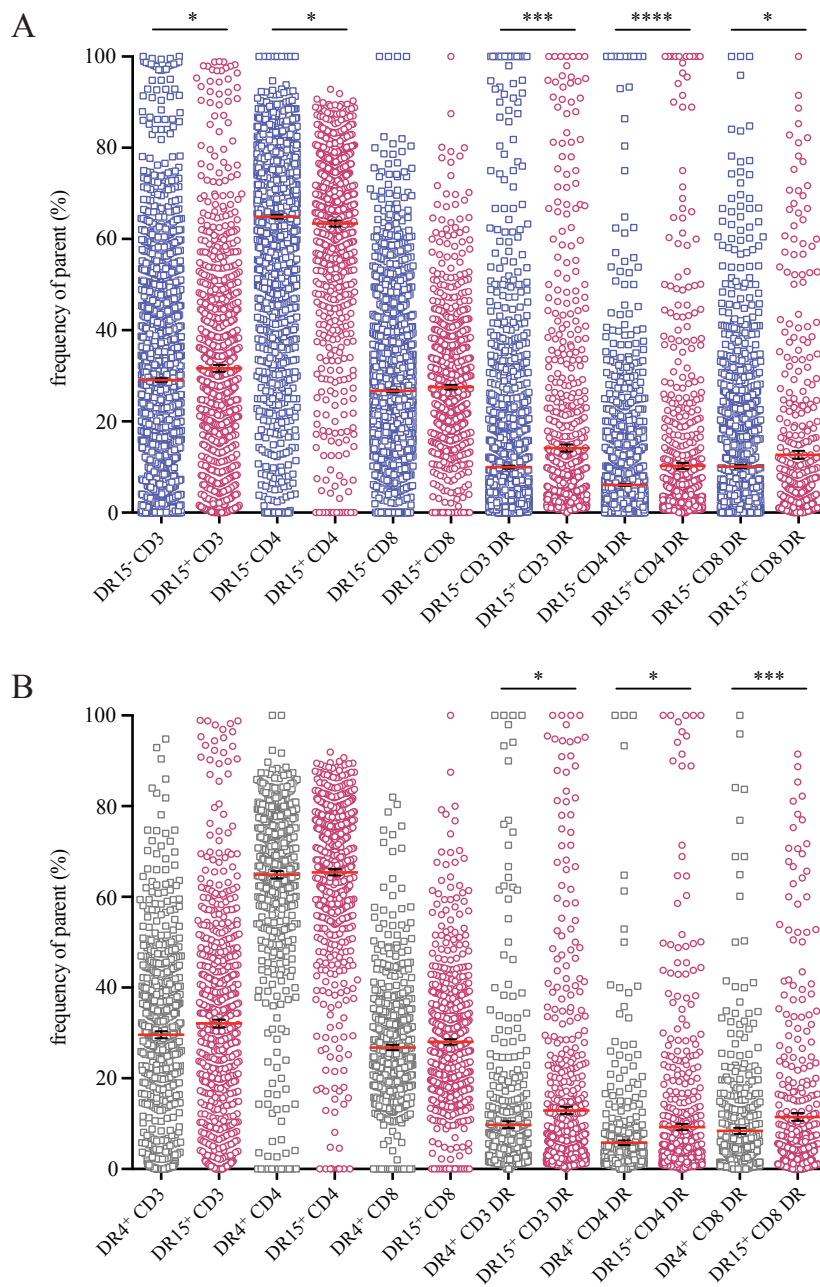 A
* * *** **** *
100
80
60
40
20
0
frequency of parent (%)
DR15⁻ CD3
DR15⁺ CD3
DR15⁻ CD4
DR15⁺ CD4
DR15⁻ CD8
DR15⁺ CD8
DR15⁻ CD3 DR
DR15⁺ CD3 DR
DR15⁻ CD4 DR
DR15⁺ CD4 DR
DR15⁻ CD8 DR
DR15⁺ CD8 DR
B
* * ***
100
80
60
40
20
0
frequency of parent (%)
DR4⁺ CD3
DR15⁺ CD3
DR4⁺ CD4
DR15⁺ CD4
DR4⁺ CD8
DR15⁺ CD8
DR4⁺ CD3 DR
DR15⁺ CD3 DR
DR4⁺ CD4 DR
DR15⁺ CD4 DR
DR4⁺ CD8 DR
DR15⁺ CD8 DR